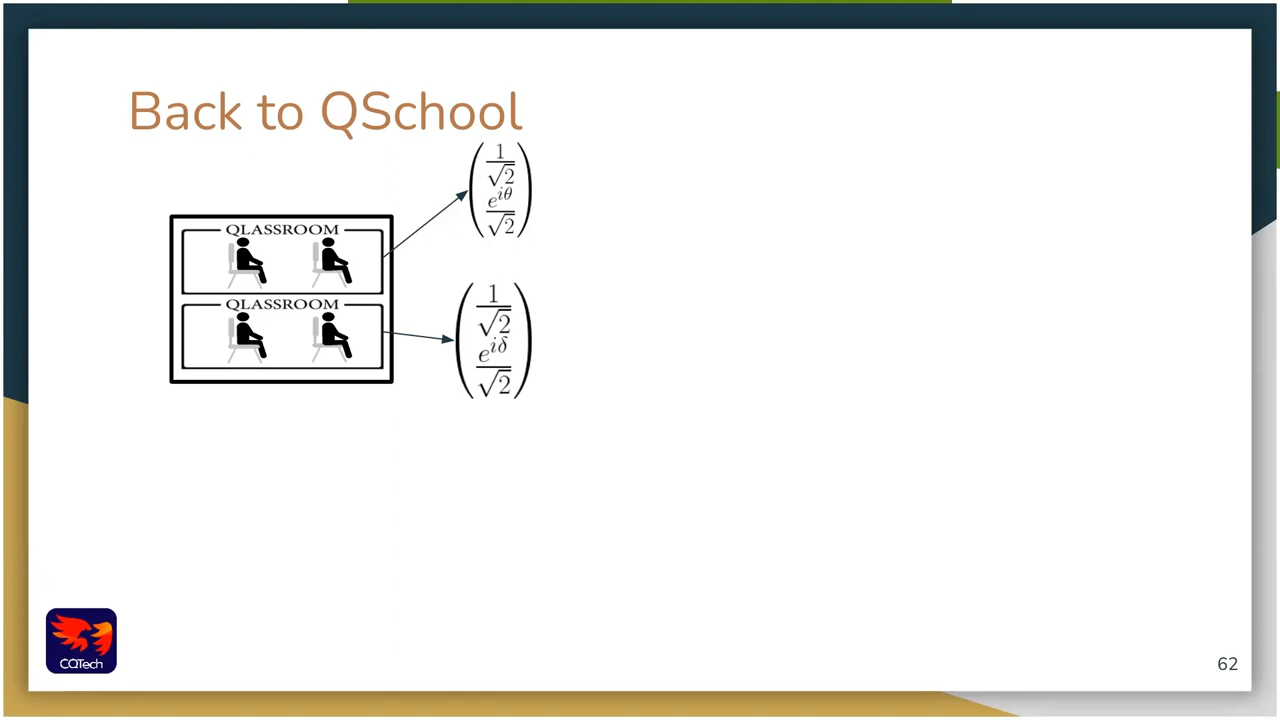 Back to QSchool
QLASSROOM
QLASSROOM
1
√2
e^{iθ}
√2
1
√2
e^{iδ}
√2
CQTech
62